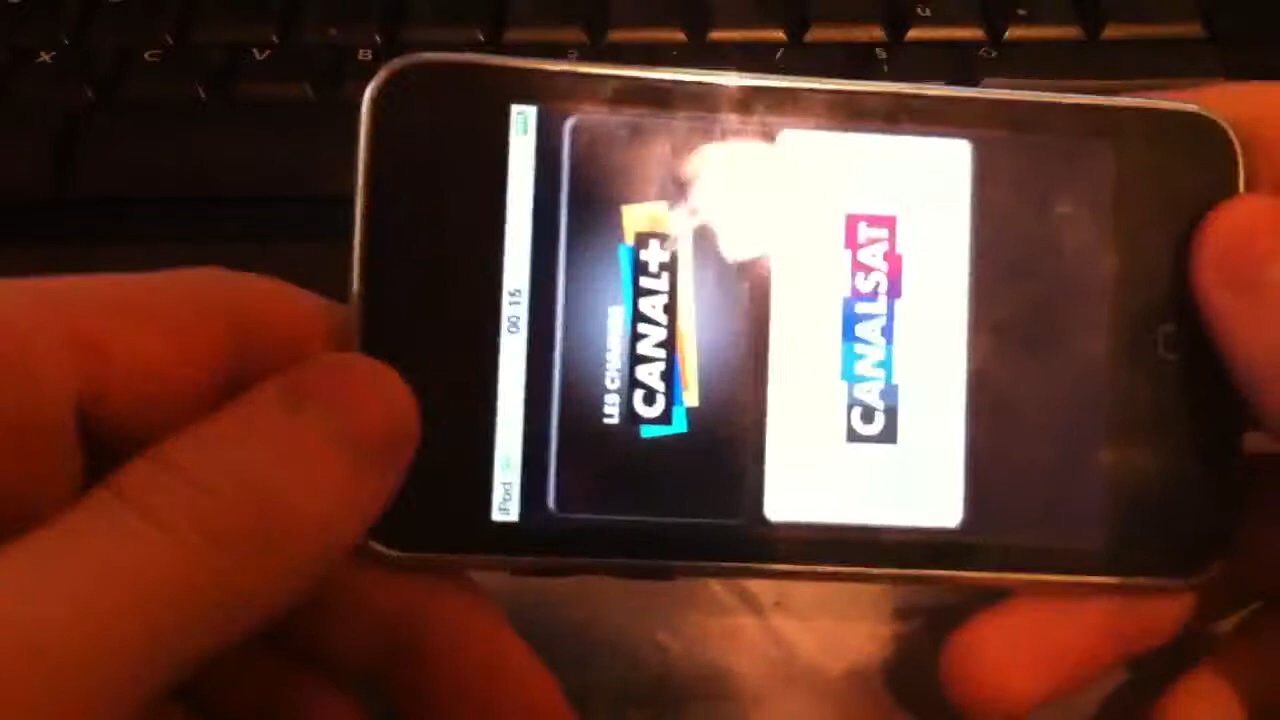 X C V B
iPod
00 15
LES CHAINES
CANAL+
CANALSAT